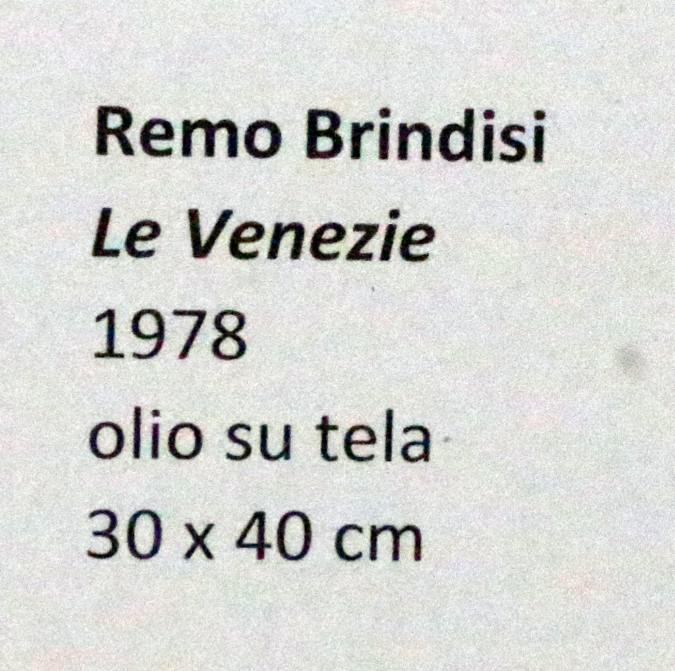 Remo Brindisi
Le Venezie
1978
olio su tela
30 x 40 cm